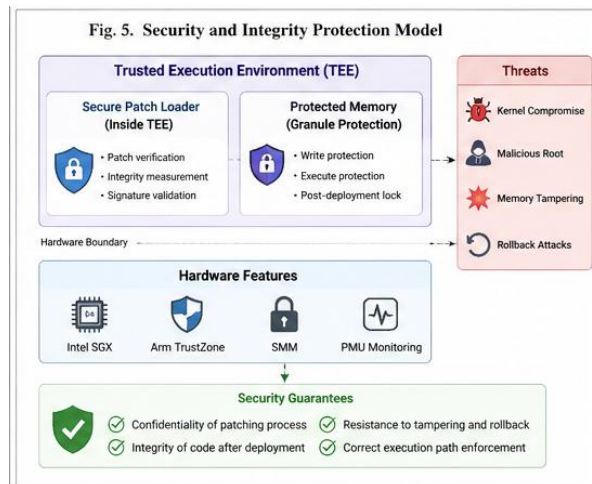 Fig. 5. Security and Integrity Protection Model
Trusted Execution Environment (TEE)
Secure Patch Loader
(Inside TEE)
• Patch verification
• Integrity measurement
• Signature validation
Protected Memory
(Granule Protection)
• Write protection
• Execute protection
• Post-deployment lock
Threats
Kernel Compromise
Malicious Root
Memory Tampering
Rollback Attacks
Hardware Boundary
Hardware Features
Intel SGX
Arm TrustZone
SMM
PMU Monitoring
Security Guarantees
Confidentiality of patching process
Resistance to tampering and rollback
Integrity of code after deployment
Correct execution path enforcement